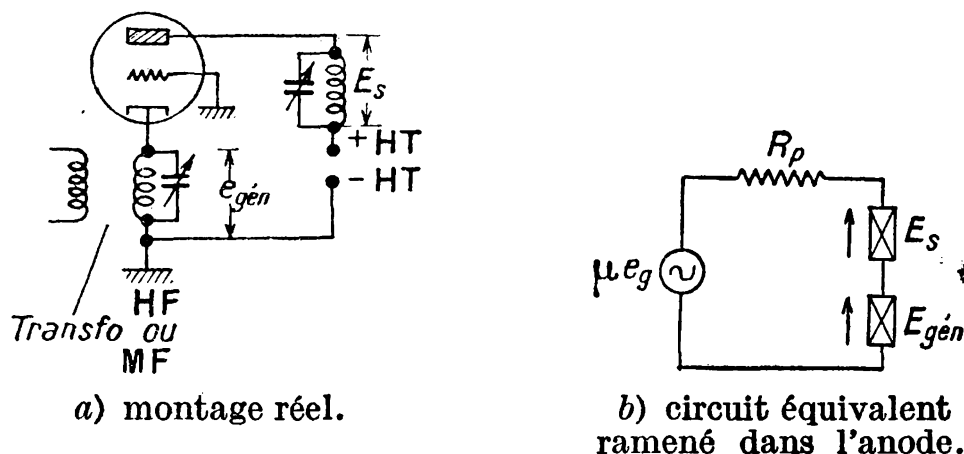 E_s
+ HT
- HT
e_gén
HF
Transfo ou
MF
a) montage réel.
R_p
μe_g
E_s
E_gén
b) circuit équivalent
ramené dans l'anode.